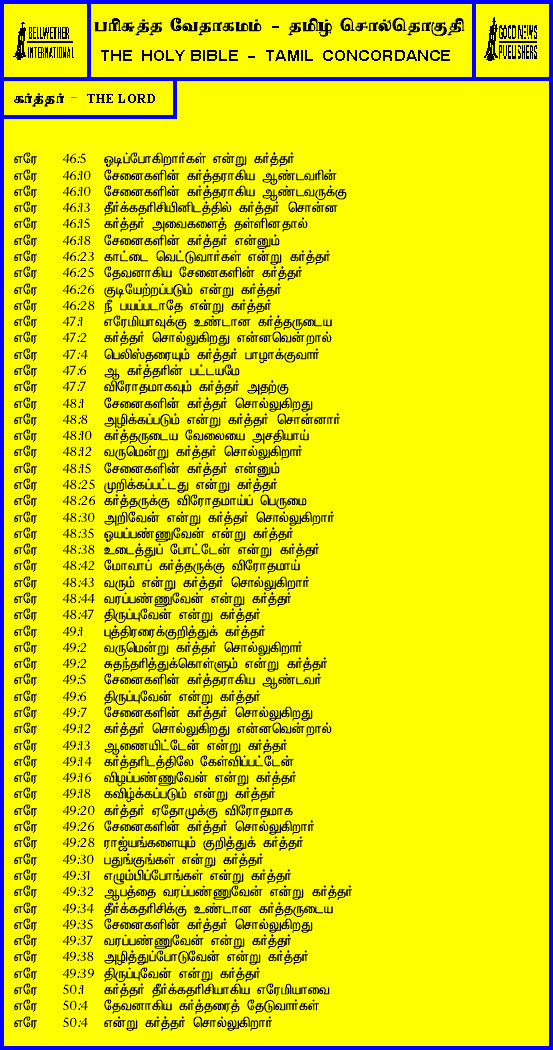 BELLWETHER
INTERNATIONAL
பரிசுத்த வேதாகமம் - தமிழ் சொல்தொகுதி
THE HOLY BIBLE - TAMIL CONCORDANCE
GOOD NEWS
PUBLISHERS
கர்த்தர் - THE LORD
எரே 46:5 ஒடிப்போகிறார்கள் என்று கர்த்தர்
எரே 46:10 சேனைகளின் கர்த்தராகிய ஆண்டவரின்
எரே 46:10 சேனைகளின் கர்த்தராகிய ஆண்டவருக்கு
எரே 46:13 தீர்க்கதரிசியினிடத்தில் கர்த்தர் சொன்ன
எரே 46:15 கர்த்தர் அவைகளைத் தள்ளினதால்
எரே 46:18 சேனைகளின் கர்த்தர் என்னும்
எரே 46:23 காட்டை வெட்டுவார்கள் என்று கர்த்தர்
எரே 46:25 தேவனாகிய சேனைகளின் கர்த்தர்
எரே 46:26 குடியேற்றப்படும் என்று கர்த்தர்
எரே 46:28 நீ பயப்படாதே என்று கர்த்தர்
எரே 47:1 எரேமியாவுக்கு உண்டான கர்த்தருடைய
எரே 47:2 கர்த்தர் சொல்லுகிறது என்னவென்றால்
எரே 47:4 பெலிஸ்தரையும் கர்த்தர் பாழாக்குவார்
எரே 47:6 ஆ கர்த்தரின் பட்டயமே
எரே 47:7 விரோதமாகவும் கர்த்தர் அதற்கு
எரே 48:1 சேனைகளின் கர்த்தர் சொல்லுகிறது
எரே 48:8 அழிக்கப்படும் என்று கர்த்தர் சொன்னார்
எரே 48:10 கர்த்தருடைய வேலையை அசதியாய்
எரே 48:12 வருமென்று கர்த்தர் சொல்லுகிறார்
எரே 48:15 சேனைகளின் கர்த்தர் என்னும்
எரே 48:25 முறிக்கப்பட்டது என்று கர்த்தர்
எரே 48:26 கர்த்தருக்கு விரோதமாய்ப் பெருமை
எரே 48:30 அறிவேன் என்று கர்த்தர் சொல்லுகிறார்
எரே 48:35 ஓயப்பண்ணுவேன் என்று கர்த்தர்
எரே 48:38 உடைத்துப் போட்டேன் என்று கர்த்தர்
எரே 48:42 மோவாப் கர்த்தருக்கு விரோதமாய்
எரே 48:43 வரும் என்று கர்த்தர் சொல்லுகிறார்
எரே 48:44 வரப்பண்ணுவேன் என்று கர்த்தர்
எரே 48:47 திருப்புவேன் என்று கர்த்தர்
எரே 49:1 புத்திரரைக்குறித்துக் கர்த்தர்
எரே 49:2 வருமென்று கர்த்தர் சொல்லுகிறார்
எரே 49:2 சுதந்தரித்துக்கொள்ளும் என்று கர்த்தர்
எரே 49:5 சேனைகளின் கர்த்தராகிய ஆண்டவர்
எரே 49:6 திருப்புவேன் என்று கர்த்தர்
எரே 49:7 சேனைகளின் கர்த்தர் சொல்லுகிறது
எரே 49:12 கர்த்தர் சொல்லுகிறது என்னவென்றால்
எரே 49:13 ஆணையிட்டேன் என்று கர்த்தர்
எரே 49:14 கர்த்தரிடத்திலே கேள்விப்பட்டேன்
எரே 49:16 விழப்பண்ணுவேன் என்று கர்த்தர்
எரே 49:18 கவிழ்க்கப்படும் என்று கர்த்தர்
எரே 49:20 கர்த்தர் ஏதோமுக்கு விரோதமாக
எரே 49:26 சேனைகளின் கர்த்தர் சொல்லுகிறார்
எரே 49:28 ராஜ்யங்களையும் குறித்துக் கர்த்தர்
எரே 49:30 பதுங்குங்கள் என்று கர்த்தர்
எரே 49:31 எழும்பிப்போங்கள் என்று கர்த்தர்
எரே 49:32 ஆபத்தை வரப்பண்ணுவேன் என்று கர்த்தர்
எரே 49:34 தீர்க்கதரிசிக்கு உண்டான கர்த்தருடைய
எரே 49:35 சேனைகளின் கர்த்தர் சொல்லுகிறது
எரே 49:37 வரப்பண்ணுவேன் என்று கர்த்தர்
எரே 49:38 அழித்துப்போடுவேன் என்று கர்த்தர்
எரே 49:39 திருப்புவேன் என்று கர்த்தர்
எரே 50:1 கர்த்தர் தீர்க்கதரிசியாகிய எரேமியாவை
எரே 50:4 தேவனாகிய கர்த்தரைத் தேடுவார்கள்
எரே 50:4 என்று கர்த்தர் சொல்லுகிறார்